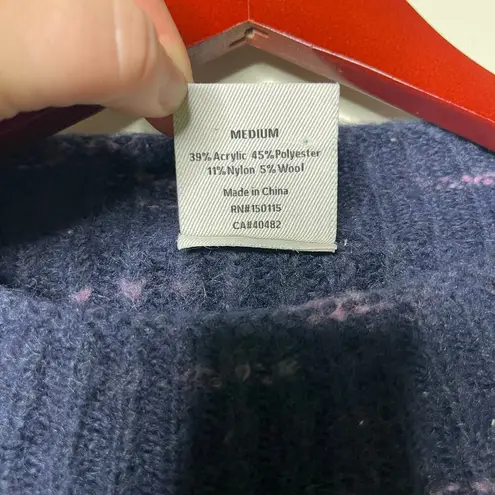 MEDIUM
39% Acrylic 45% Polyester
11% Nylon 5% Wool
Made in China
RN#150115
CA#40482